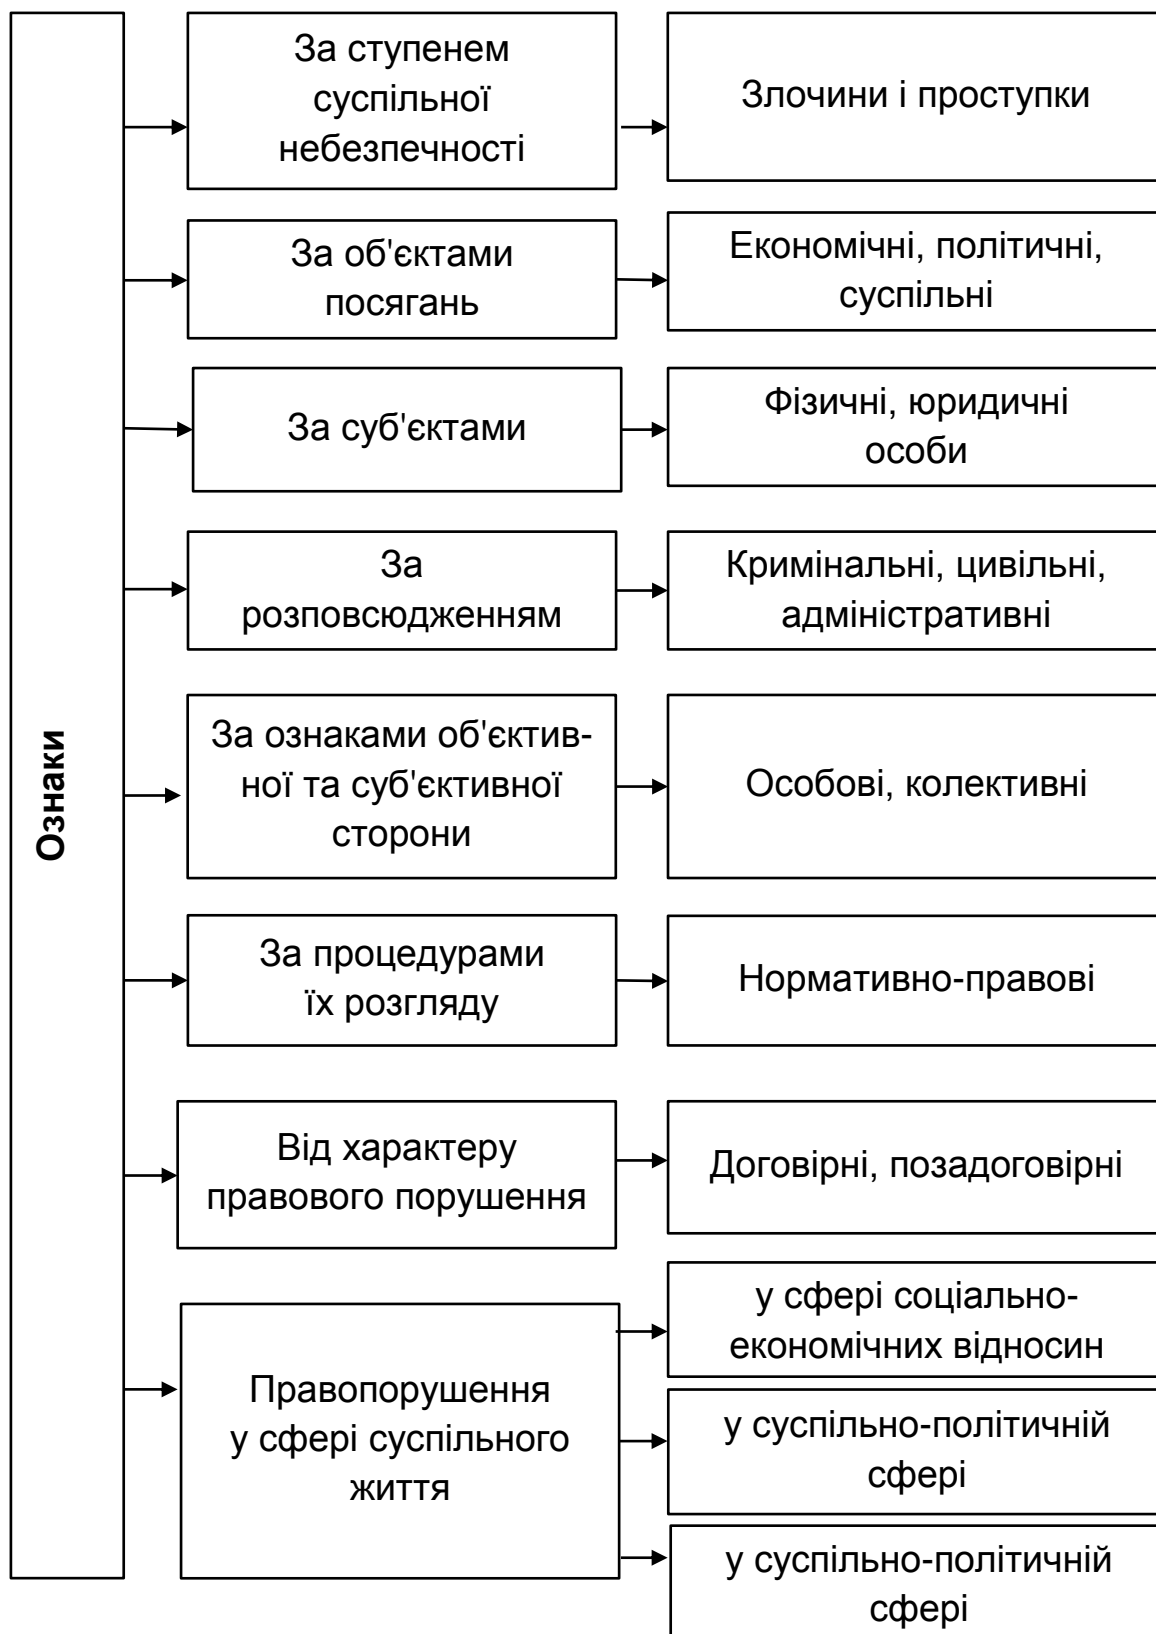 Ознаки
За ступенем
суспільної
небезпечності
Злочини і проступки
За об'єктами
посягань
Економічні, політичні,
суспільні
За суб'єктами
Фізичні, юридичні
особи
За
розповсюдженням
Кримінальні, цивільні,
адміністративні
За ознаками об'єктив-
ної та суб'єктивної
сторони
Особові, колективні
За процедурами
їх розгляду
Нормативно-правові
Від характеру
правового порушення
Договірні, позадоговірні
Правопорушення
у сфері суспільного
життя
у сфері соціально-
економічних відносин
у суспільно-політичній
сфері
у суспільно-політичній
сфері